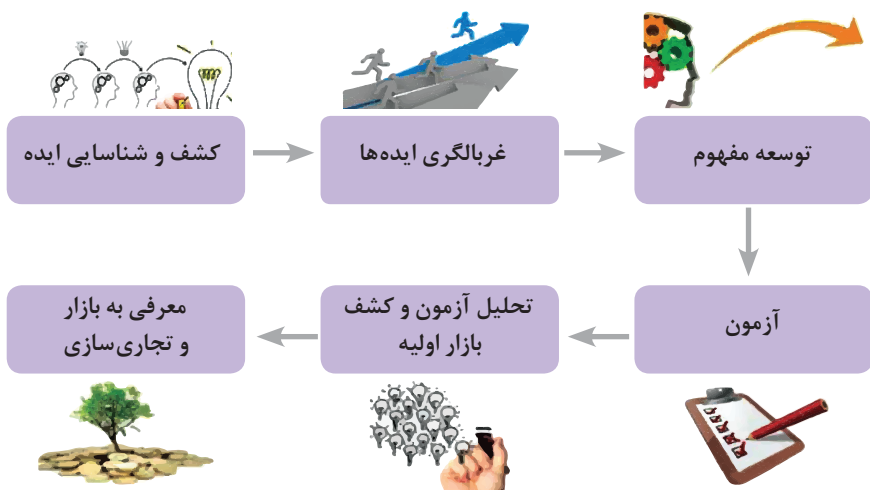 کشف و شناسایی ایده
غربالگری ایده‌ها
توسعه مفهوم
آزمون
تحلیل آزمون و کشف
بازار اولیه
معرفی به بازار
و تجاری‌سازی